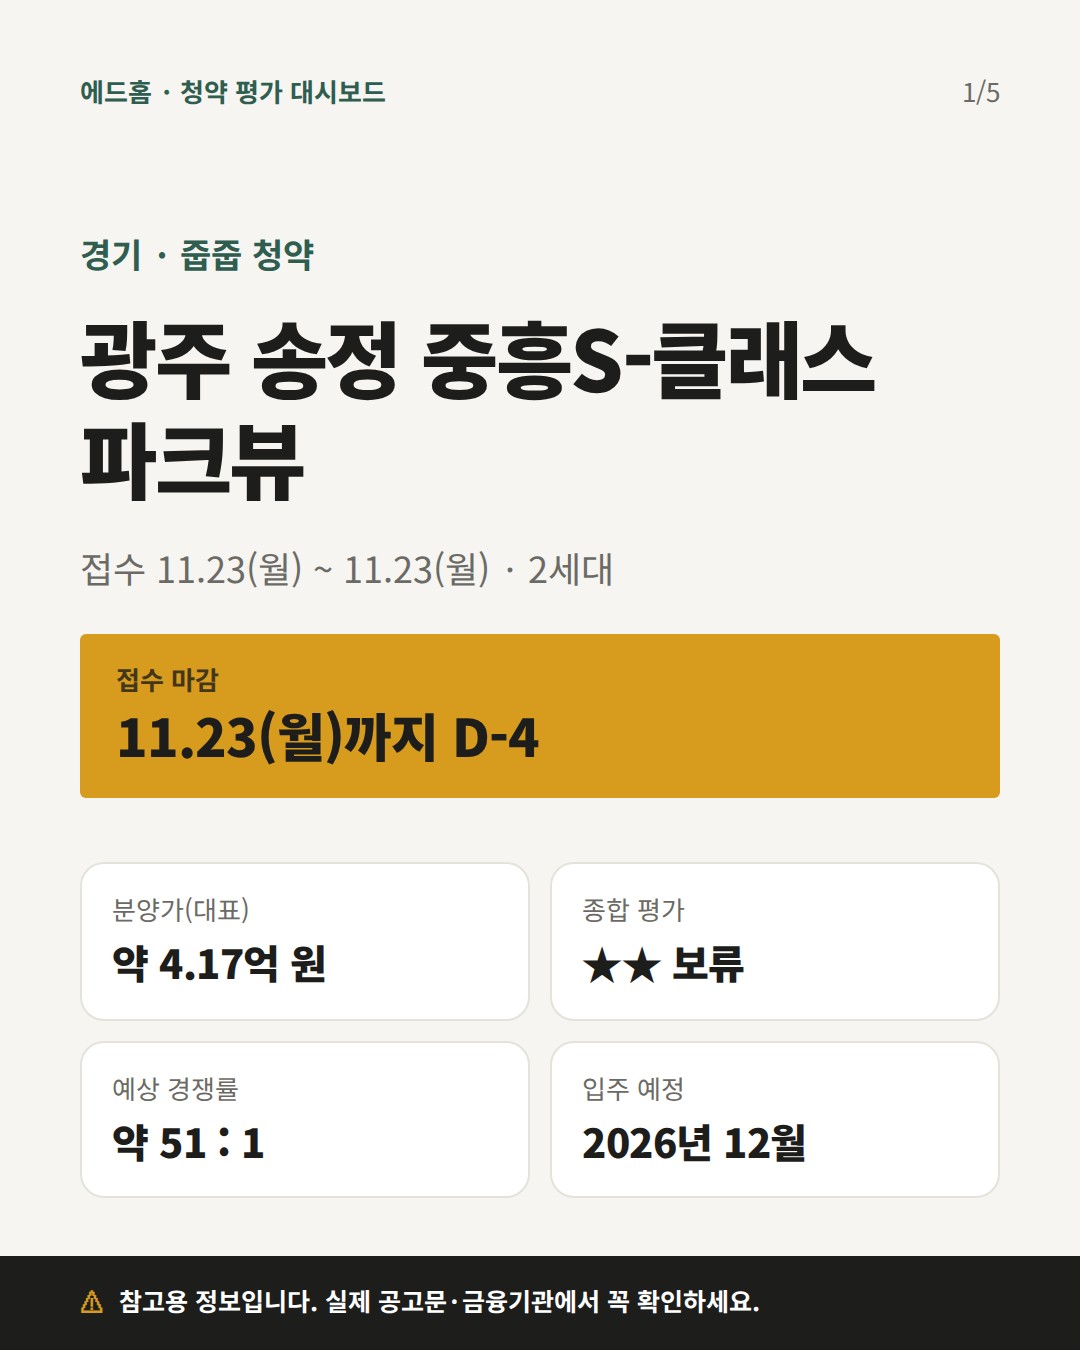 에드홈 · 청약 평가 대시보드
1/5
경기 · 줍줍 청약
광주 송정 중흥S-클래스
파크뷰
접수 11.23(월) ~ 11.23(월) · 2세대
접수 마감
11.23(월)까지 D-4
분양가(대표)
약 4.17억 원
종합 평가
★★ 보류
예상 경쟁률
약 51 : 1
입주 예정
2026년 12월
⚠ 참고용 정보입니다. 실제 공고문·금융기관에서 꼭 확인하세요.